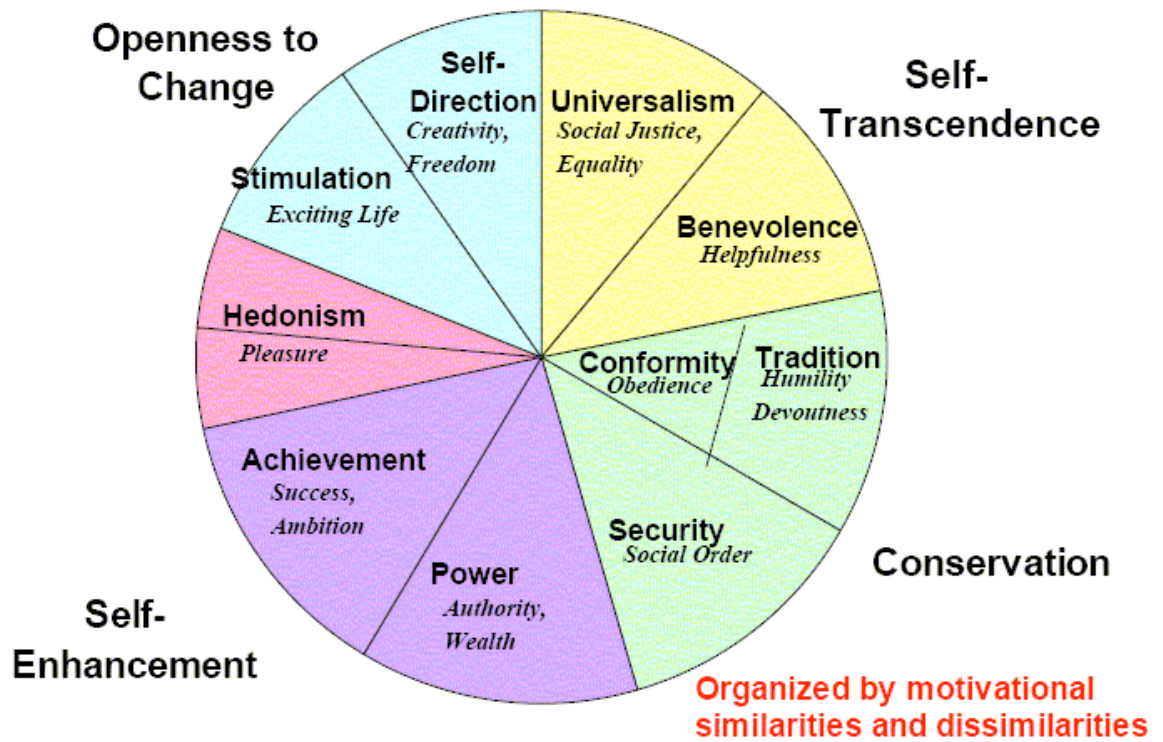 Openness to
Change
Self-
Direction
Creativity,
Freedom
Universalism
Social Justice,
Equality
Self-
Transcendence
Stimulation
Exciting Life
Benevolence
Helpfulness
Hedonism
Pleasure
Conformity
Obedience
Tradition
Humility
Devoutness
Achievement
Success,
Ambition
Security
Social Order
Power
Authority,
Wealth
Conservation
Self-
Enhancement
Organized by motivational
similarities and dissimilarities